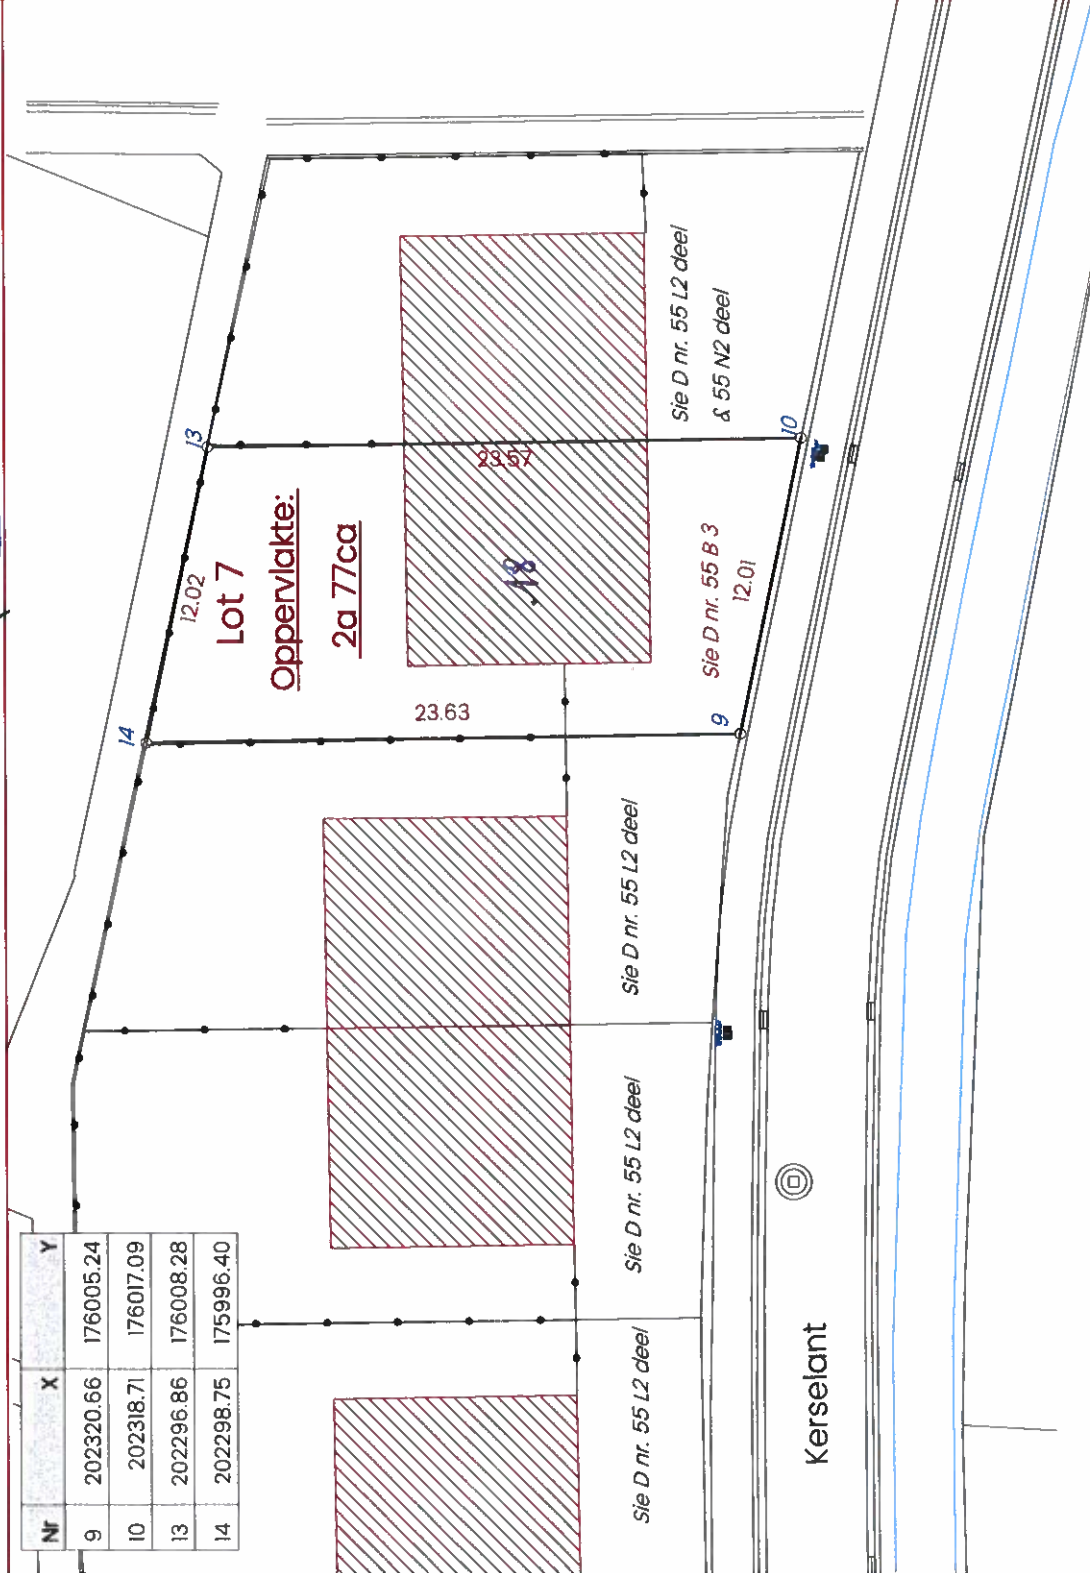 Nr X Y
9 202320.66 176005.24
10 202318.71 176017.09
13 202296.86 176008.28
14 202298.75 175996.40
14
12.02
13
Lot 7
Oppervlakte:
2a 77ca
23.63
23.57
18
9
Sie D nr. 55 B 3
12.01
10
Sie D nr. 55 L2 deel
& 55 N2 deel
Sie D nr. 55 L2 deel
Sie D nr. 55 L2 deel
Sie D nr. 55 L2 deel
Kerselant